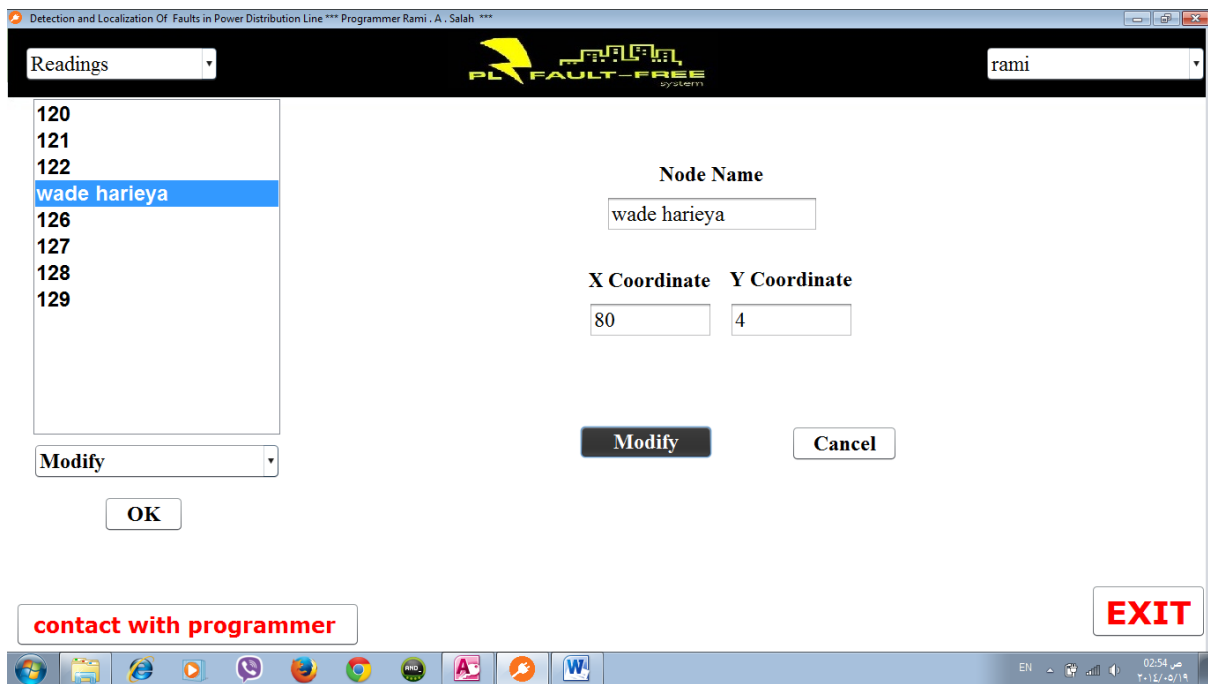 Detection and Localization Of Faults in Power Distribution Line *** Programmer Rami . A . Salah ***
Readings
PL FAULT-FREE
system
rami
120
121
122
wade harieya
126
127
128
129
Node Name
wade harieya
X Coordinate Y Coordinate
80 4
Modify Cancel
Modify
OK
contact with programmer
EXIT
EN
02:54 ص
٢٠١٤/٠٥/١٩